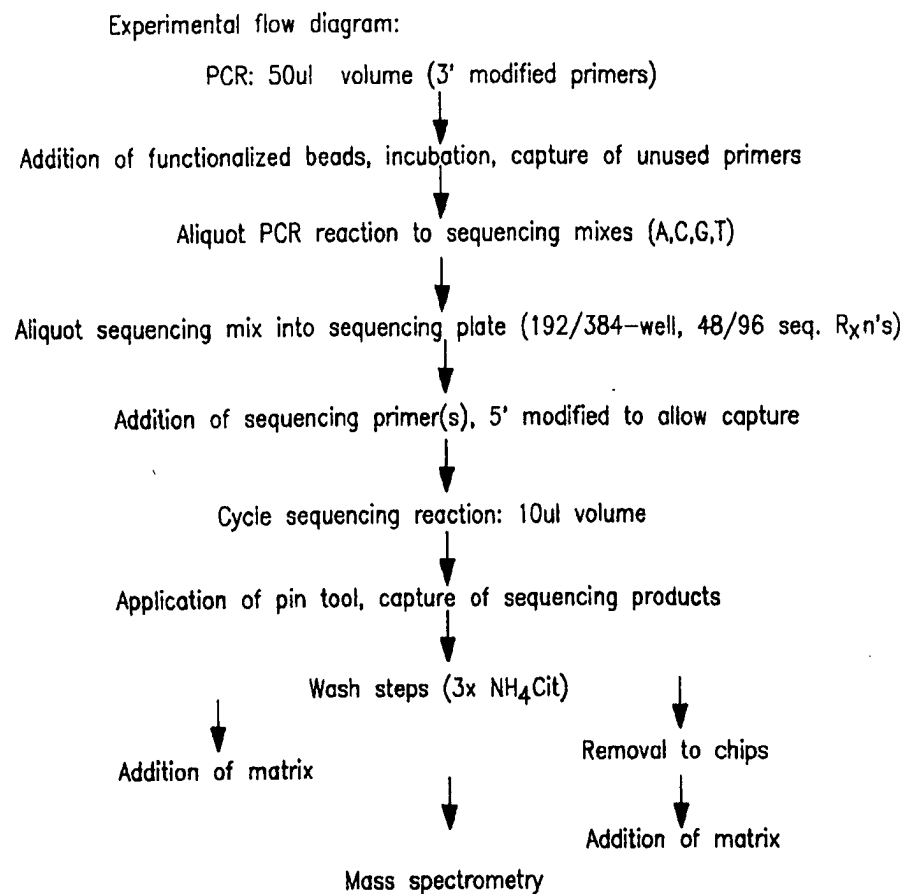 Experimental flow diagram:
PCR: 50ul volume (3' modified primers)
Addition of functionalized beads, incubation, capture of unused primers
Aliquot PCR reaction to sequencing mixes (A,C,G,T)
Aliquot sequencing mix into sequencing plate (192/384-well, 48/96 seq. RXn's)
Addition of sequencing primer(s), 5' modified to allow capture
Cycle sequencing reaction: 10ul volume
Application of pin tool, capture of sequencing products
Wash steps (3x NH4Cit)
Addition of matrix
Removal to chips
Addition of matrix
Mass spectrometry